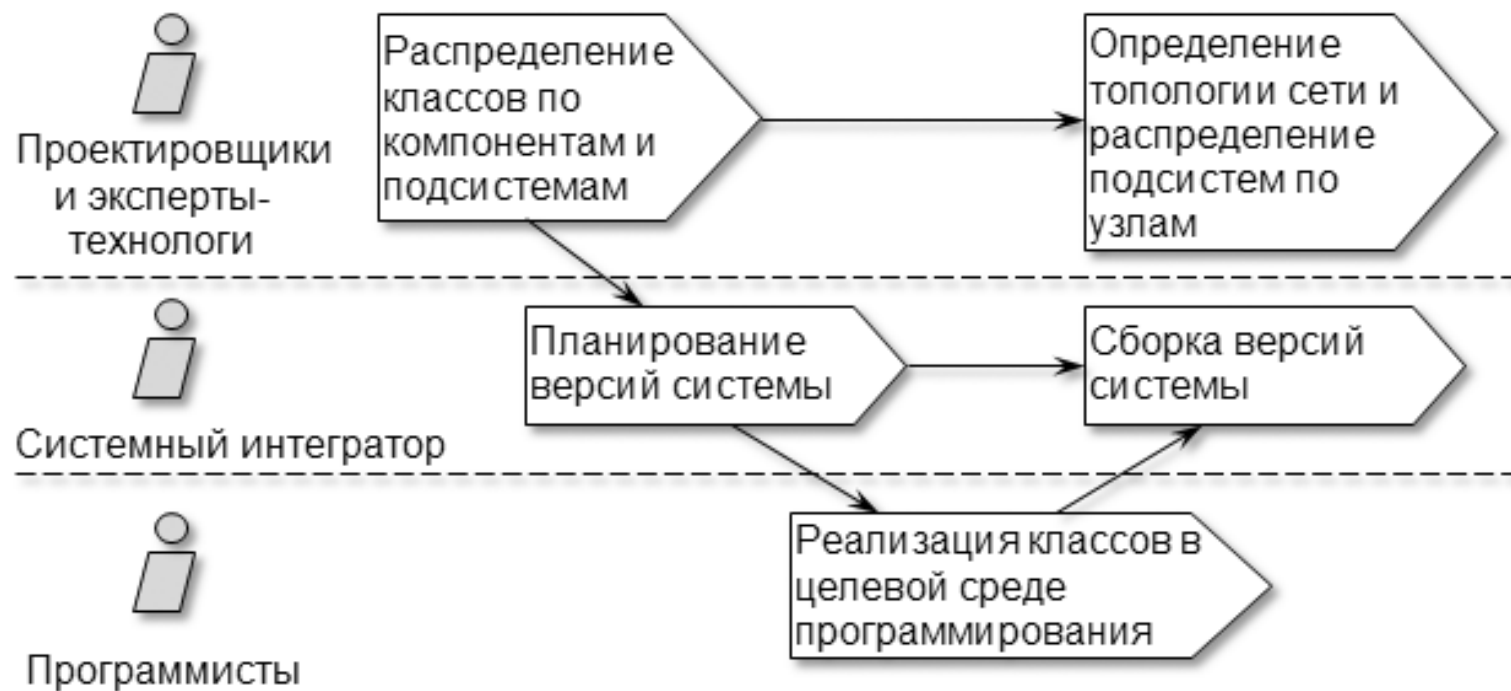 Проектировщики
и эксперты-
технологи
Распределение
классов по
компонентам и
подсистемам
Определение
топологии сети и
распределение
подсистем по
узлам
Системный интегратор
Планирование
версий системы
Сборка версий
системы
Программисты
Реализация классов в
целевой среде
программирования